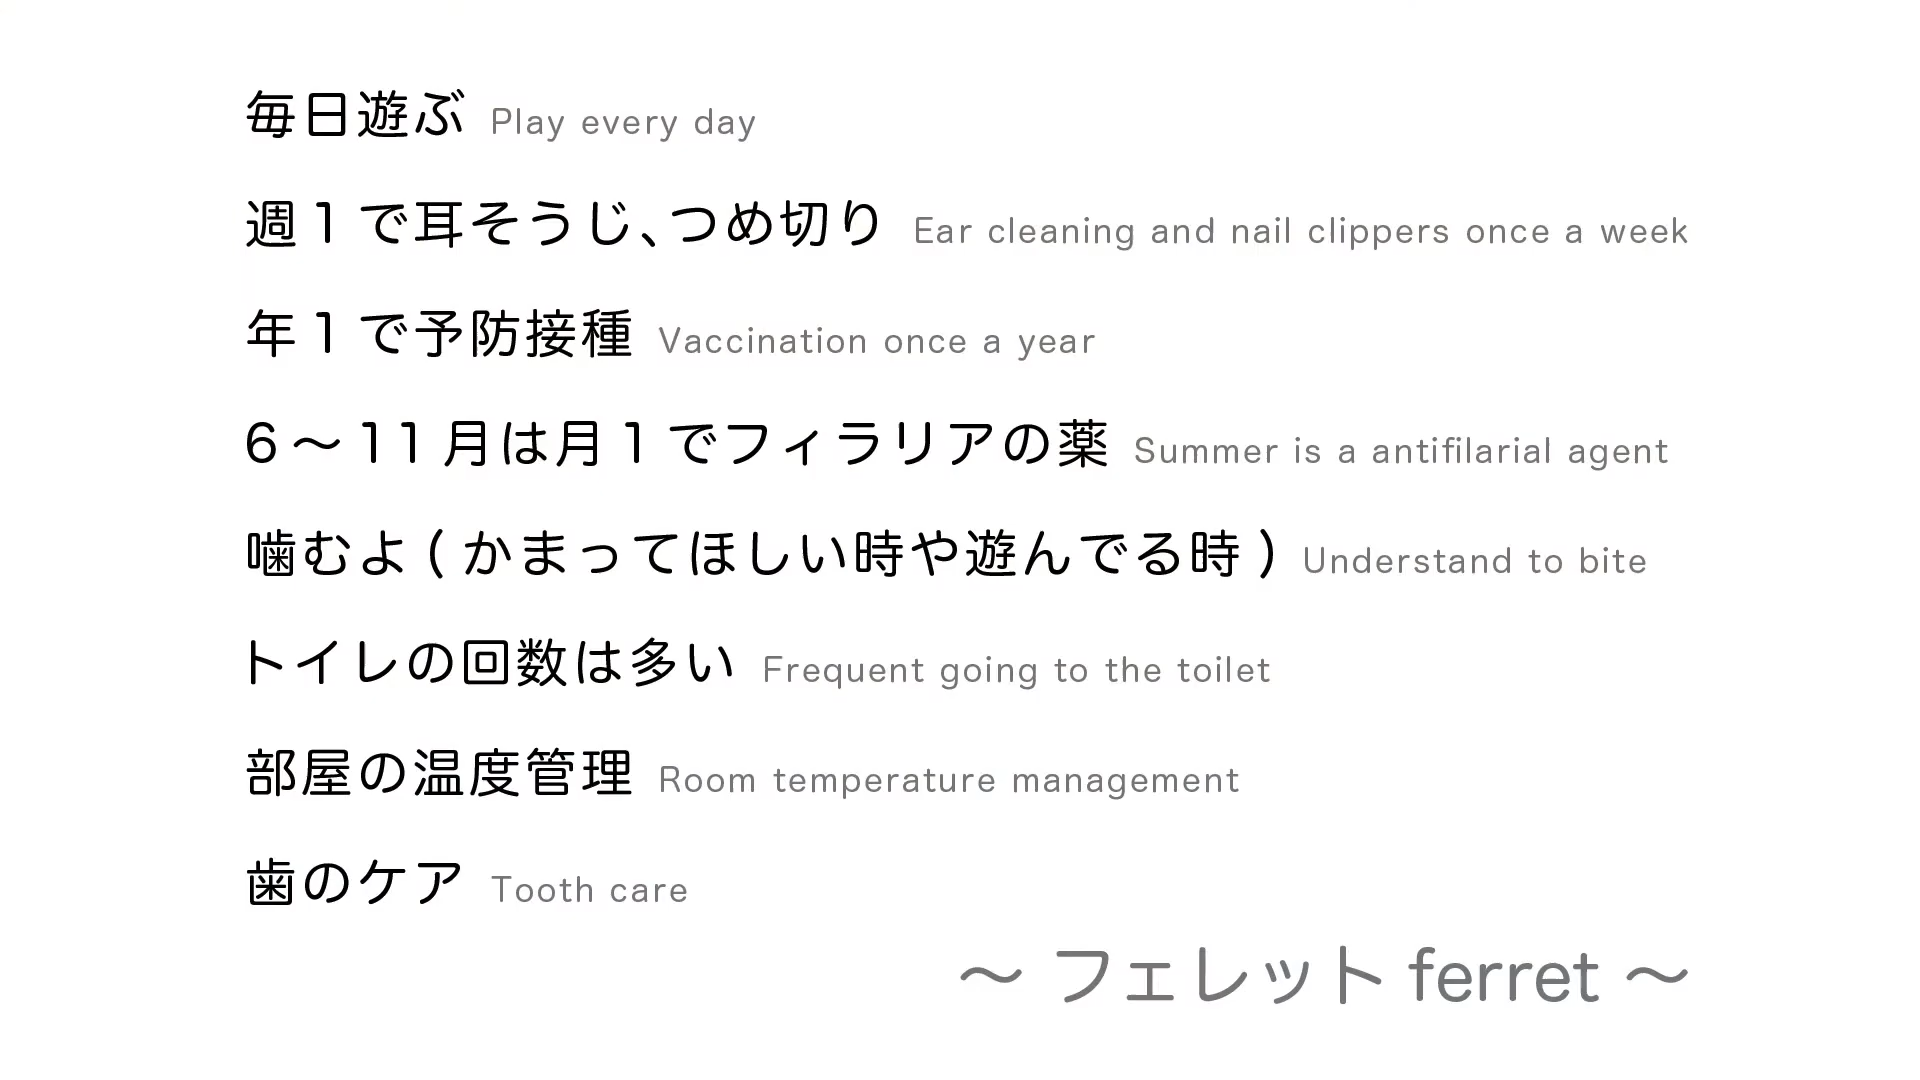 毎日遊ぶ Play every day
週1で耳そうじ、つめ切り Ear cleaning and nail clippers once a week
年1で予防接種 Vaccination once a year
6〜11月は月1でフィラリアの薬 Summer is a antifilarial agent
噛むよ(かまってほしい時や遊んでる時) Understand to bite
トイレの回数は多い Frequent going to the toilet
部屋の温度管理 Room temperature management
歯のケア Tooth care
〜 フェレット ferret 〜